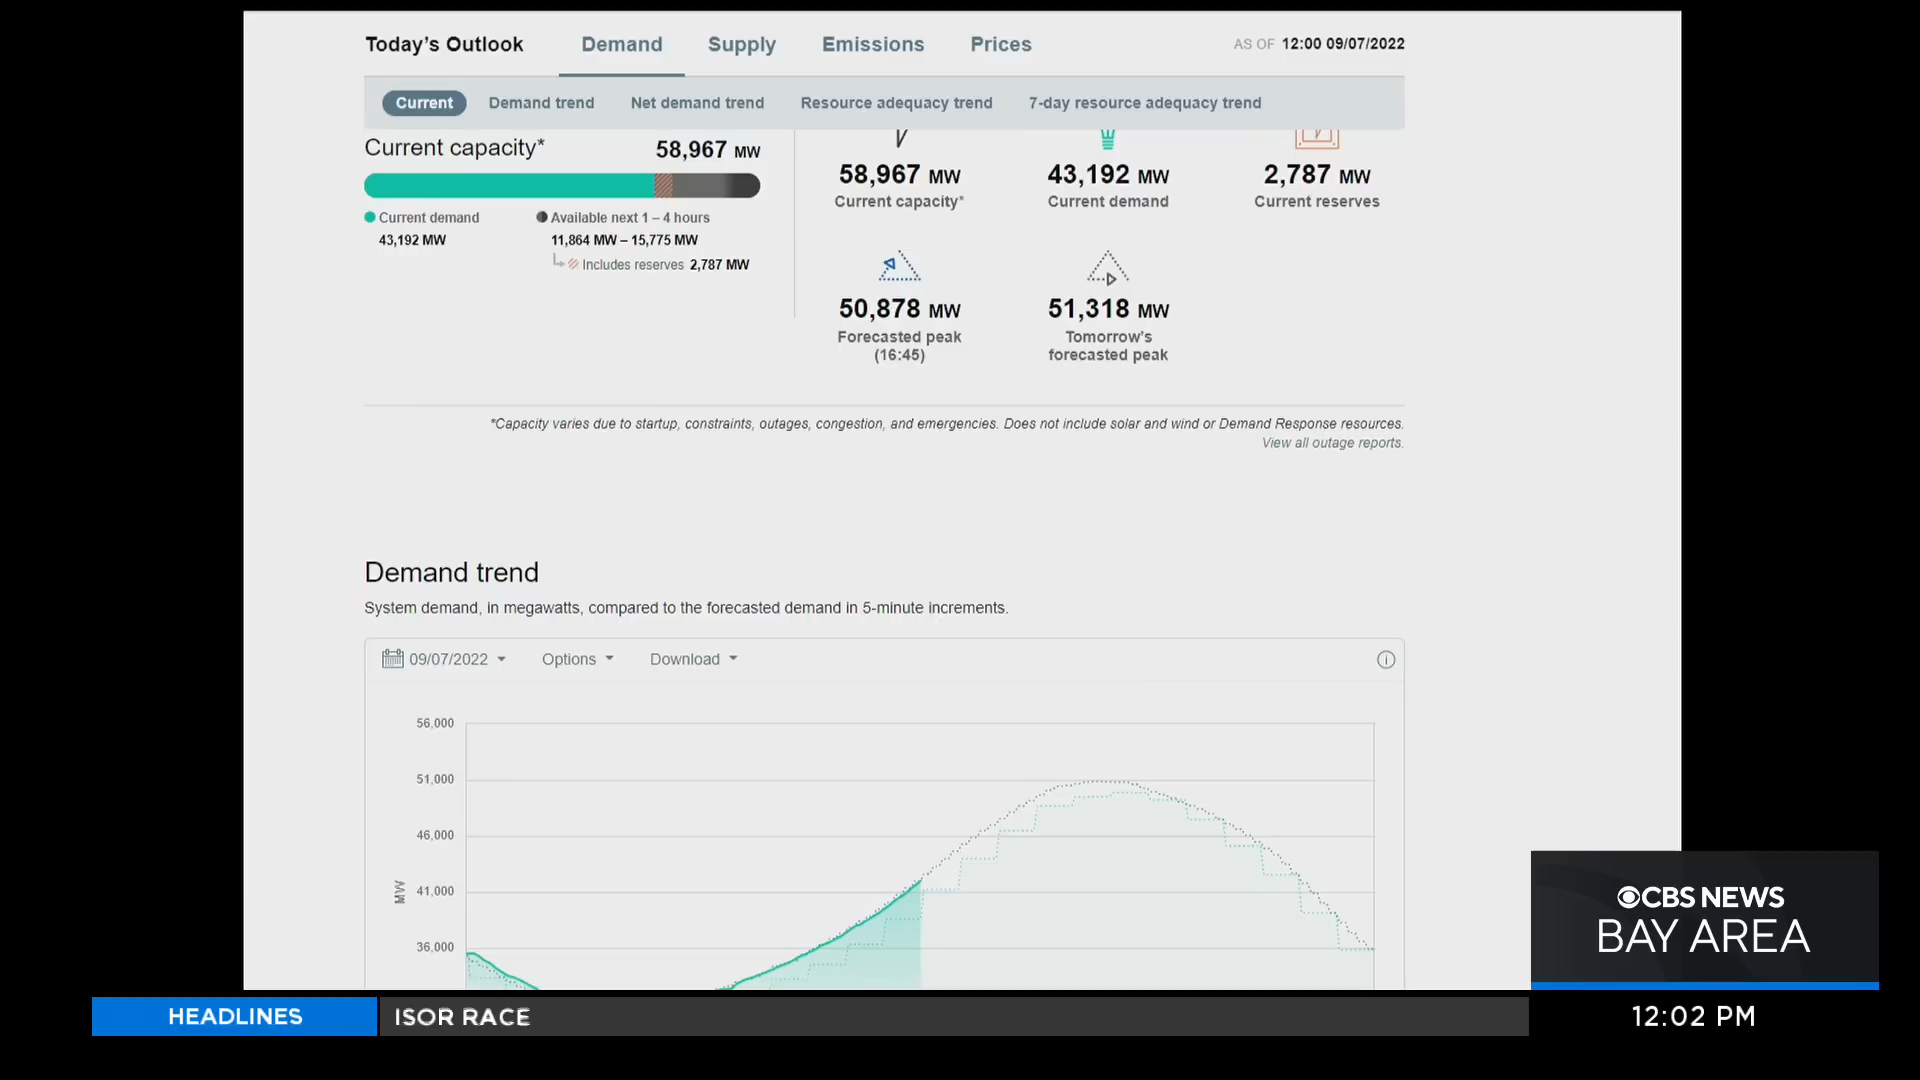 Today's Outlook
Demand
Supply
Emissions
Prices
AS OF 12:00 09/07/2022
Current
Demand trend
Net demand trend
Resource adequacy trend
7-day resource adequacy trend
Current capacity*
58,967 MW
Current demand
43,192 MW
Available next 1 – 4 hours
11,864 MW – 15,775 MW
Includes reserves 2,787 MW
58,967 MW
Current capacity*
43,192 MW
Current demand
2,787 MW
Current reserves
50,878 MW
Forecasted peak
(16:45)
51,318 MW
Tomorrow's
forecasted peak
*Capacity varies due to startup, constraints, outages, congestion, and emergencies. Does not include solar and wind or Demand Response resources.
View all outage reports.
Demand trend
System demand, in megawatts, compared to the forecasted demand in 5-minute increments.
09/07/2022
Options
Download
56,000
51,000
46,000
41,000
36,000
MW
CBS NEWS
BAY AREA
HEADLINES
ISOR RACE
12:02 PM